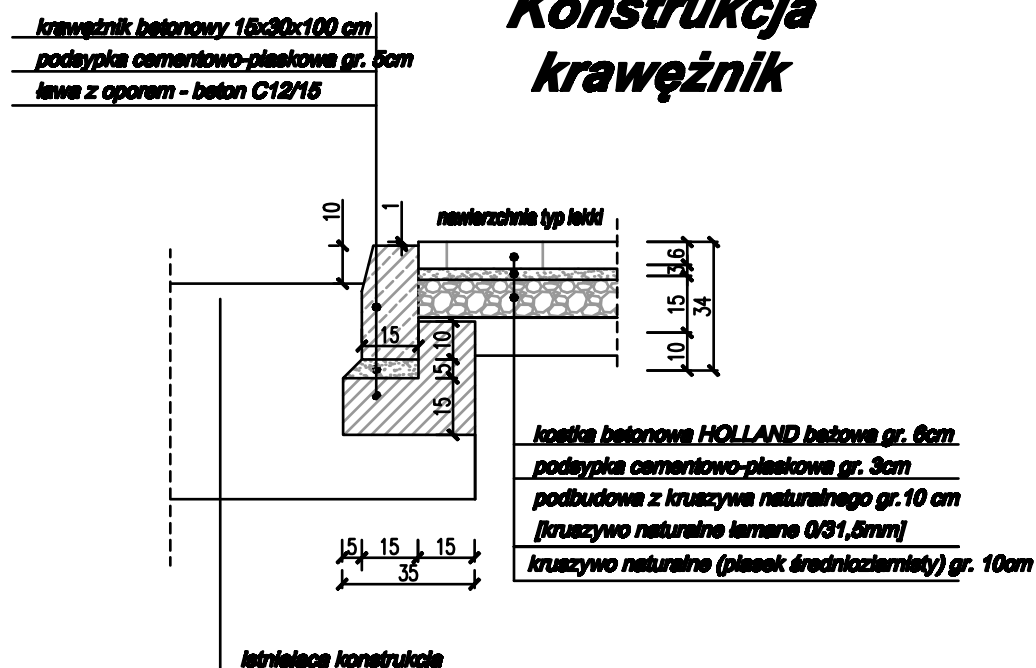 Konstrukcja
krawężnik
krawężnik betonowy 15x30x100 cm
podsypka cementowo-piaskowa gr. 5cm
ława z oporem - beton C12/15
10
1
nawierzchnia typ lekki
3,6
15
34
10
15
10
5
15
kostka betonowa HOLLAND beżowa gr. 6cm
podsypka cementowo-piaskowa gr. 3cm
podbudowa z kruszywa naturalnego gr.10 cm
[kruszywo naturalne łamane 0/31,5mm]
kruszywo naturalne (piasek średnioziarnisty) gr. 10cm
5 15 15
35
istniejąca konstrukcja